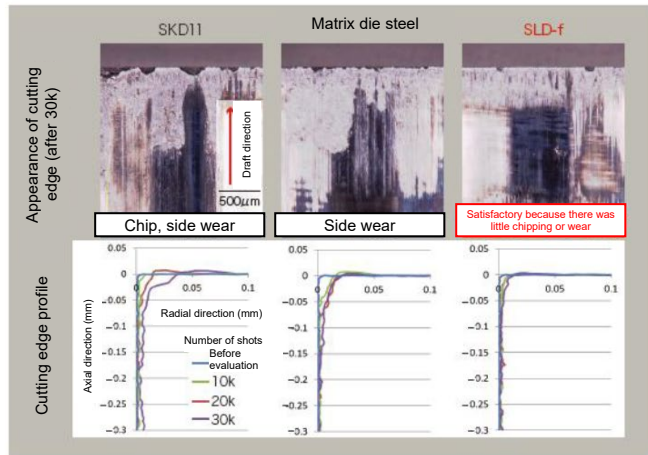 SKD11
Matrix die steel
SLD-f
Appearance of cutting
edge (after 30k)
Draft direction
500μm
Chip, side wear
Side wear
Satisfactory because there was
little chipping or wear
Cutting edge profile
Axial direction (mm)
0.05
0
-0.05
-0.1
-0.15
-0.2
-0.25
-0.3
0
0.05
0.1
Radial direction (mm)
Number of shots
Before
evaluation
10k
20k
30k
0.05
0
-0.05
-0.1
-0.15
-0.2
-0.25
-0.3
0
0.05
0.1
0.05
0
-0.05
-0.1
-0.15
-0.2
-0.25
-0.3
0
0.05
0.1